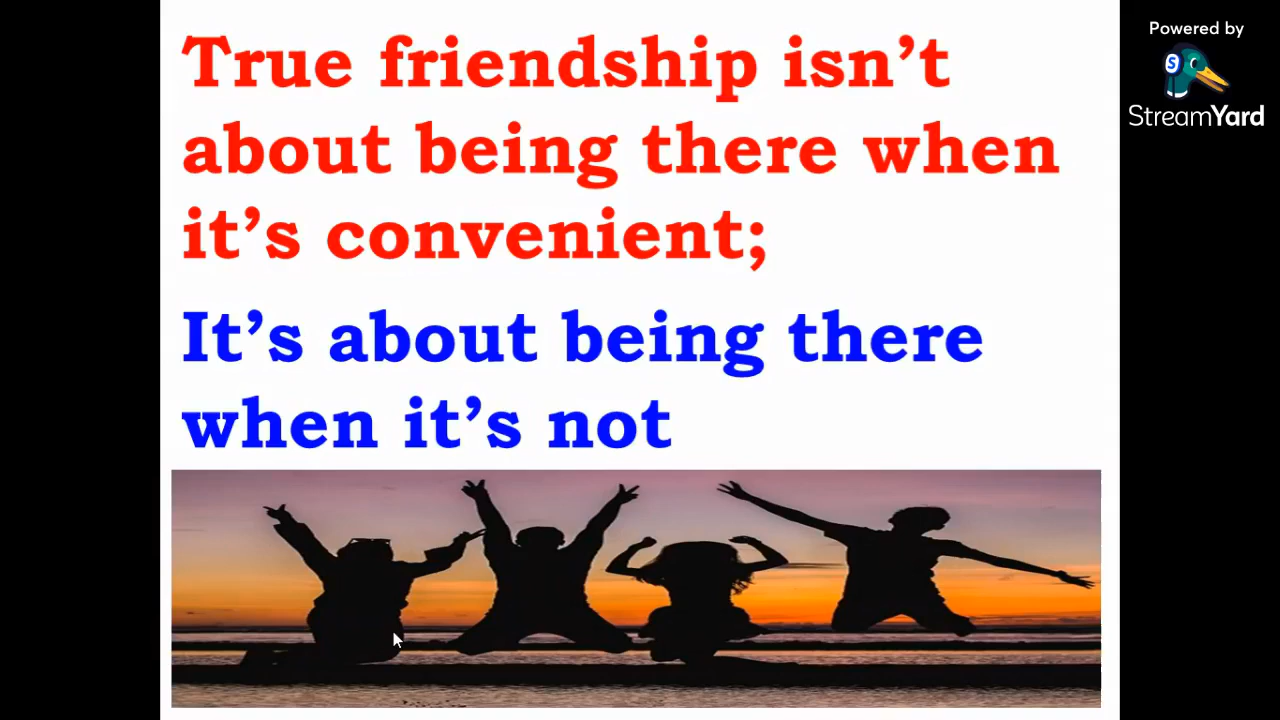 True friendship isn’t
about being there when
it’s convenient;
It’s about being there
when it’s not
Powered by
S
StreamYard